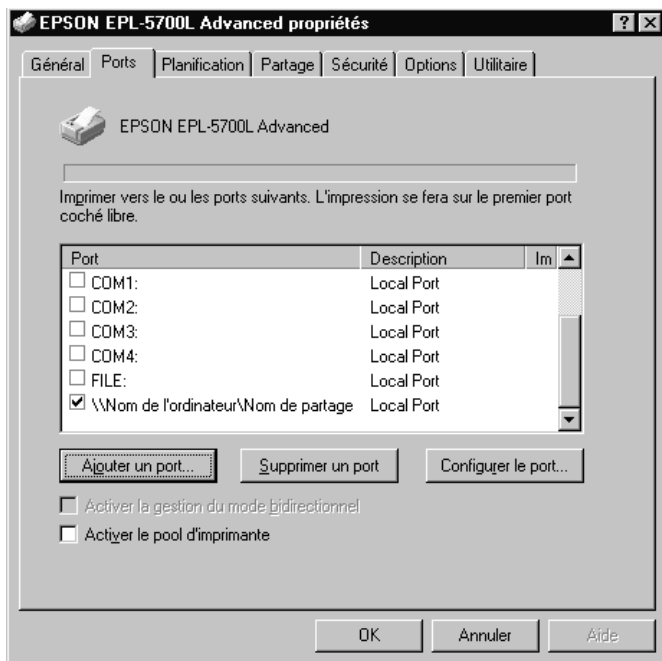 EPSON EPL-5700L Advanced propriétés
Général Ports Planification Partage Sécurité Options Utilitaire
EPSON EPL-5700L Advanced
Imprimer vers le ou les ports suivants. L'impression se fera sur le premier port
coché libre.
Port Description Im
COM1: Local Port
COM2: Local Port
COM3: Local Port
COM4: Local Port
FILE: Local Port
\\Nom de l'ordinateur\Nom de partage Local Port
Ajouter un port... Supprimer un port Configurer le port...
Activer la gestion du mode bidirectionnel
Activer le pool d'imprimante
OK Annuler Aide